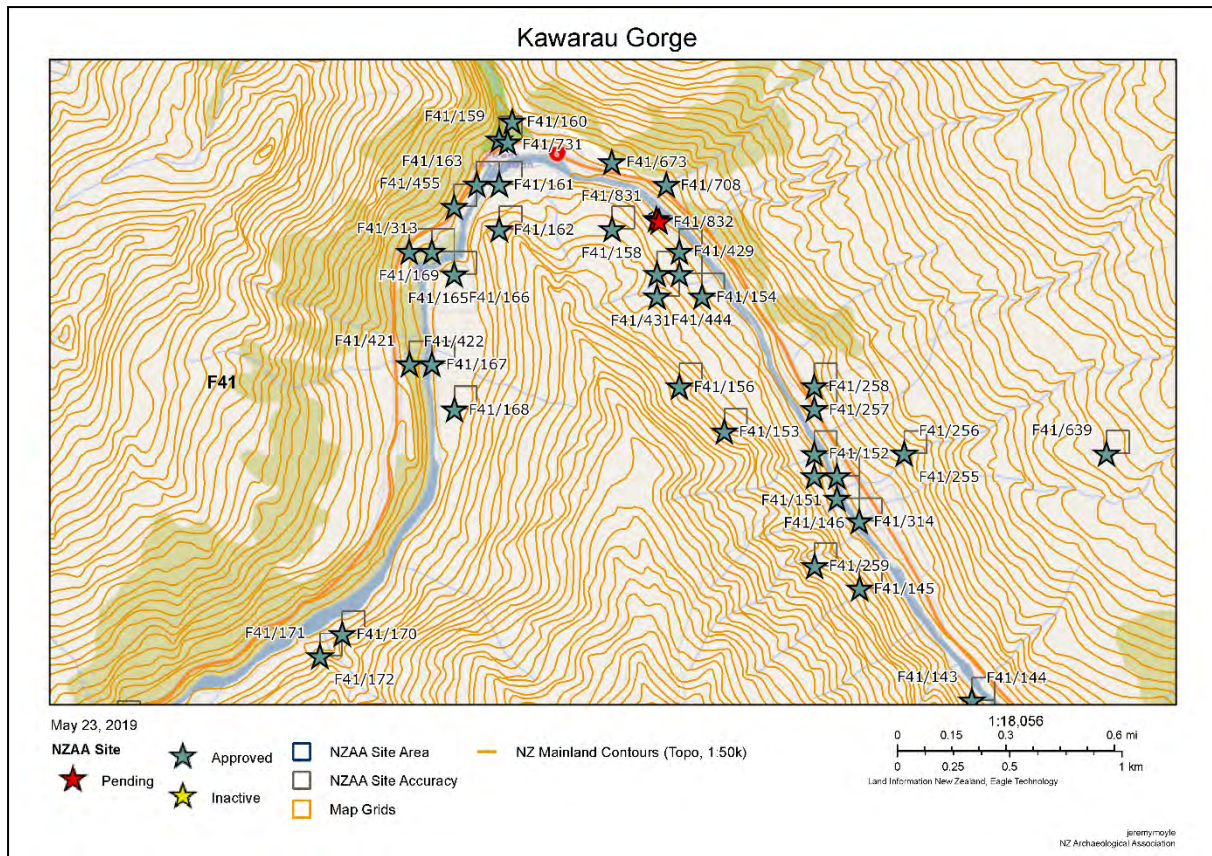 Kawarau Gorge
F41/159
F41/160
F41/731
F41/163
F41/673
F41/455
F41/161
F41/831
F41/708
F41/832
F41/313
F41/162
F41/158
F41/429
F41/169
F41/165
F41/166
F41/154
F41/431
F41/444
F41/421
F41/422
F41/167
F41
F41/156
F41/258
F41/168
F41/257
F41/153
F41/256
F41/639
F41/152
F41/255
F41/151
F41/146
F41/314
F41/259
F41/145
F41/171
F41/170
F41/172
F41/143
F41/144
May 23, 2019
1:18,056
NZAA Site
Pending
Approved
Inactive
NZAA Site Area
NZAA Site Accuracy
Map Grids
NZ Mainland Contours (Topo, 1:50k)
0 0.15 0.3 0.6 mi
0 0.25 0.5 1 km
Land Information New Zealand, Eagle Technology
jeremymoyle
NZ Archaeological Association